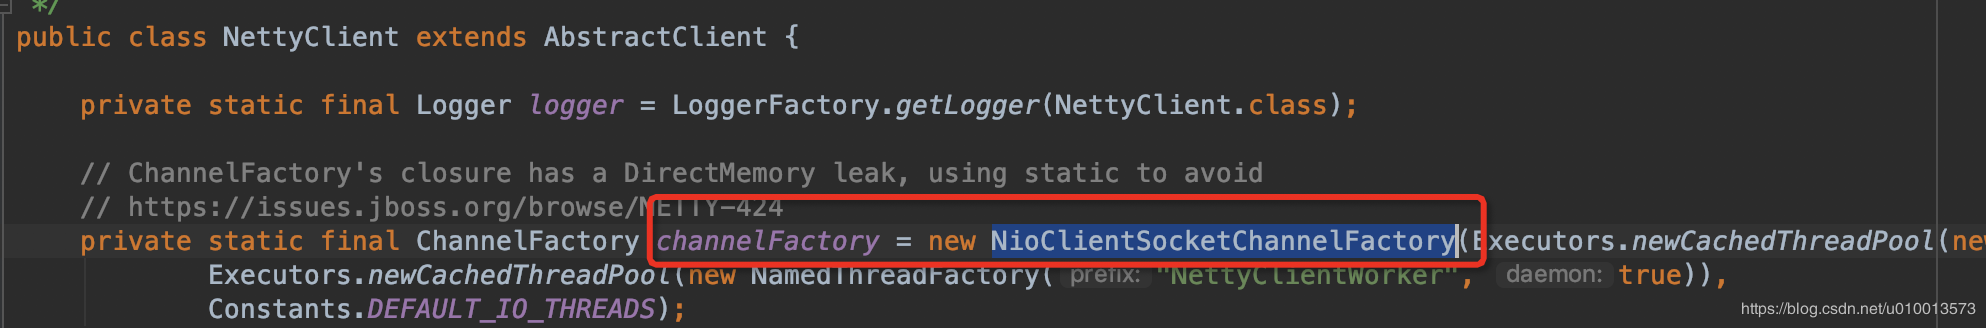 */
public class NettyClient extends AbstractClient {
private static final Logger logger = LoggerFactory.getLogger(NettyClient.class);
// ChannelFactory's closure has a DirectMemory leak, using static to avoid
// https://issues.jboss.org/browse/NETTY-424
private static final ChannelFactory channelFactory = new NioClientSocketChannelFactory(Executors.newCachedThreadPool(
Executors.newCachedThreadPool(new NamedThreadFactory( prefix: "NettyClientWorker", daemon: true)),
Constants.DEFAULT_IO_THREADS);
https://blog.csdn.net/u010013573